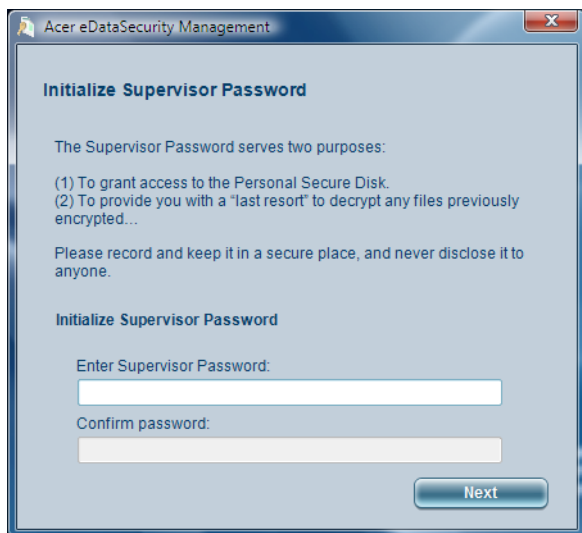 Acer eDataSecurity Management
Initialize Supervisor Password
The Supervisor Password serves two purposes:
(1) To grant access to the Personal Secure Disk.
(2) To provide you with a “last resort” to decrypt any files previously
encrypted...
Please record and keep it in a secure place, and never disclose it to
anyone.
Initialize Supervisor Password
Enter Supervisor Password:
Confirm password:
Next